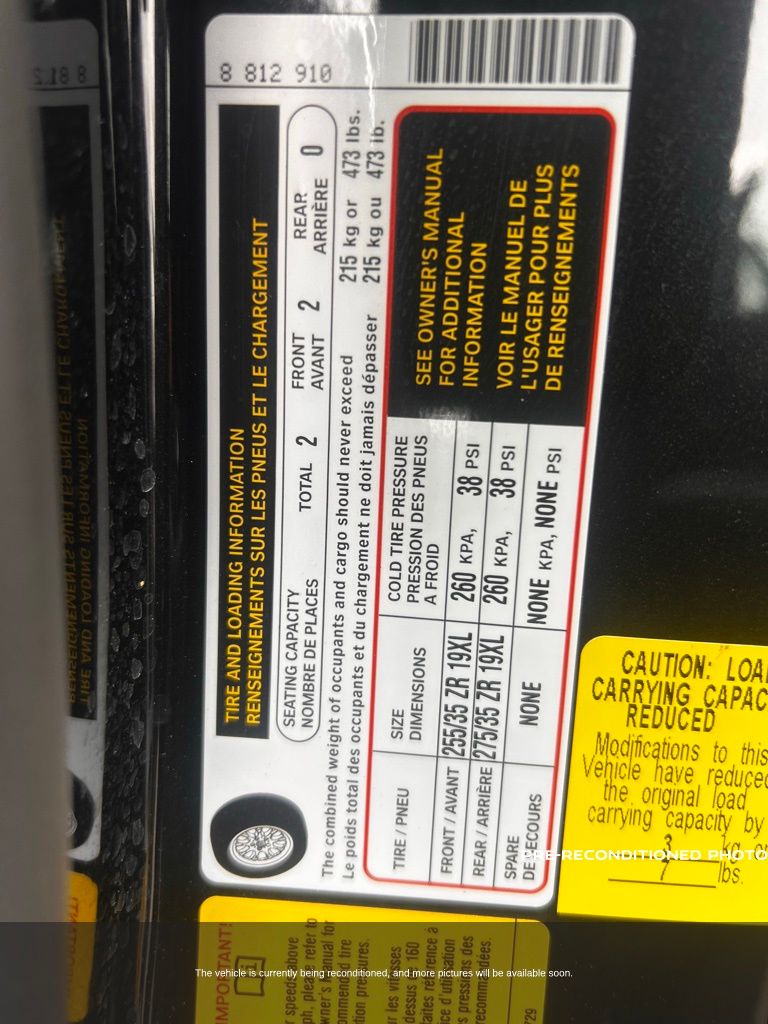 8 812 910
TIRE AND LOADING INFORMATION
RENSEIGNEMENTS SUR LES PNEUS ET LE CHARGEMENT
SEATING CAPACITY
NOMBRE DE PLACES
TOTAL 2
FRONT
AVANT 2
REAR
ARRIÈRE 0
The combined weight of occupants and cargo should never exceed 215 kg or 473 lbs.
Le poids total des occupants et du chargement ne doit jamais dépasser 215 kg ou 473 lb.
TIRE / PNEU
SIZE
DIMENSIONS
COLD TIRE PRESSURE
PRESSION DES PNEUS
A FROID
FRONT / AVANT 255/35 ZR 19XL 260 KPA, 38 PSI
REAR / ARRIÈRE 275/35 ZR 19XL 260 KPA, 38 PSI
SPARE
DE SECOURS NONE NONE KPA, NONE PSI
SEE OWNER'S MANUAL
FOR ADDITIONAL
INFORMATION
VOIR LE MANUEL DE
L'USAGER POUR PLUS
DE RENSEIGNEMENTS
CAUTION:
CARRYING
REDUCED
Modifications to this
Vehicle have
the original load
carrying capacity by
3 kg
7 lbs.
PRE-RECONDITIONED PHOTO
IMPORTANT!
The vehicle is currently being reconditioned, and more pictures will be available soon.